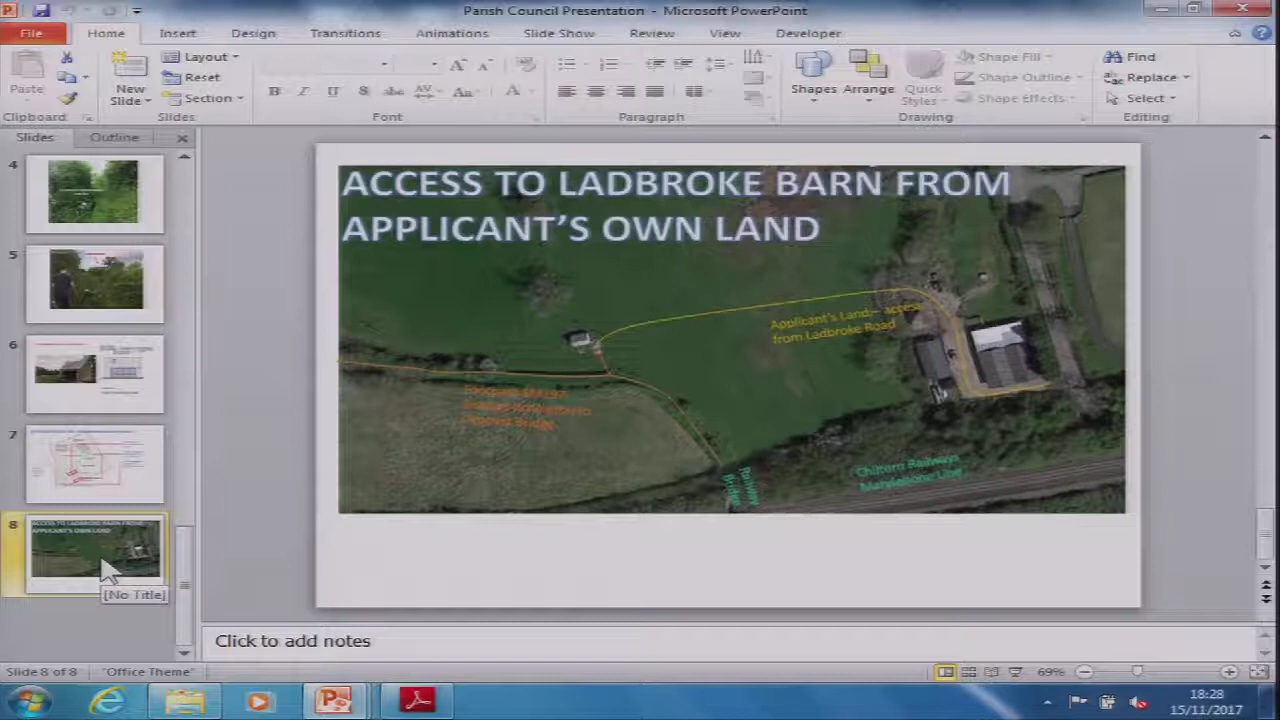 Parish Council Presentation - Microsoft PowerPoint
File Home Insert Design Transitions Animations Slide Show Review View Developer
Paste
New
Slide
Layout
Reset
Section
Shapes
Arrange
Quick
Styles
Shape Fill
Shape Outline
Shape Effects
Find
Replace
Select
Clipboard Slides Font Paragraph Drawing Editing
Slides Outline
4
5
6
7
8
[No Title]
ACCESS TO LADBROKE BARN FROM
APPLICANT'S OWN LAND
Applicant's Land – access
from Ladbroke Road
Railway
Bridge
Chiltern Railways
Marylebone Line
Click to add notes
Slide 8 of 8 "Office Theme" 69%
18:28
15/11/2017